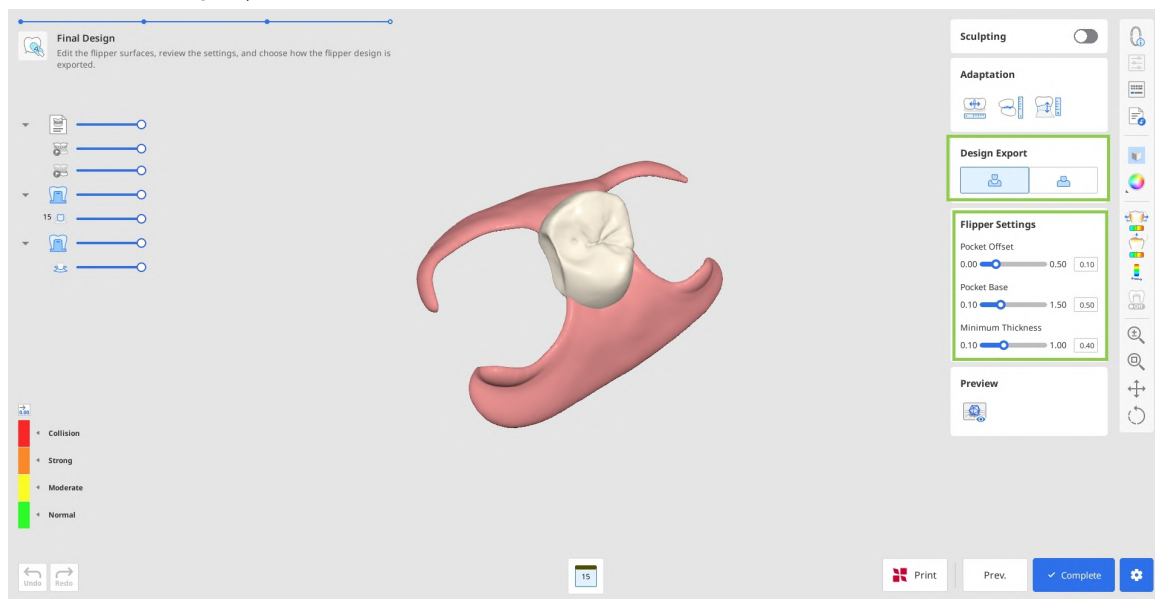 Final Design
Edit the flipper surfaces, review the settings, and choose how the flipper design is
exported.
15
0.00
Collision
Strong
Moderate
Normal
Undo
Redo
15
Sculpting
Adaptation
Design Export
Flipper Settings
Pocket Offset
0.00 0.50 0.10
Pocket Base
0.10 1.50 0.50
Minimum Thickness
0.10 1.00 0.40
Preview
Print
Prev.
Complete